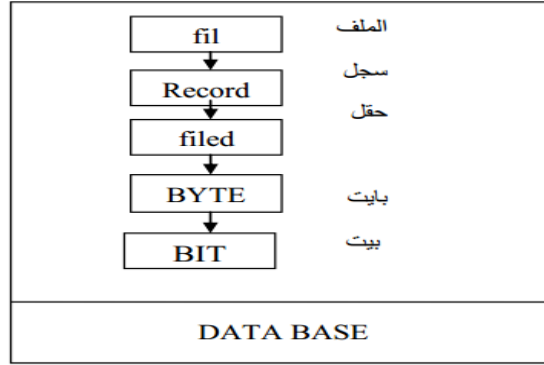 fil
الملف
Record
سجل
filed
حقل
BYTE
بايت
BIT
بيت
DATA BASE